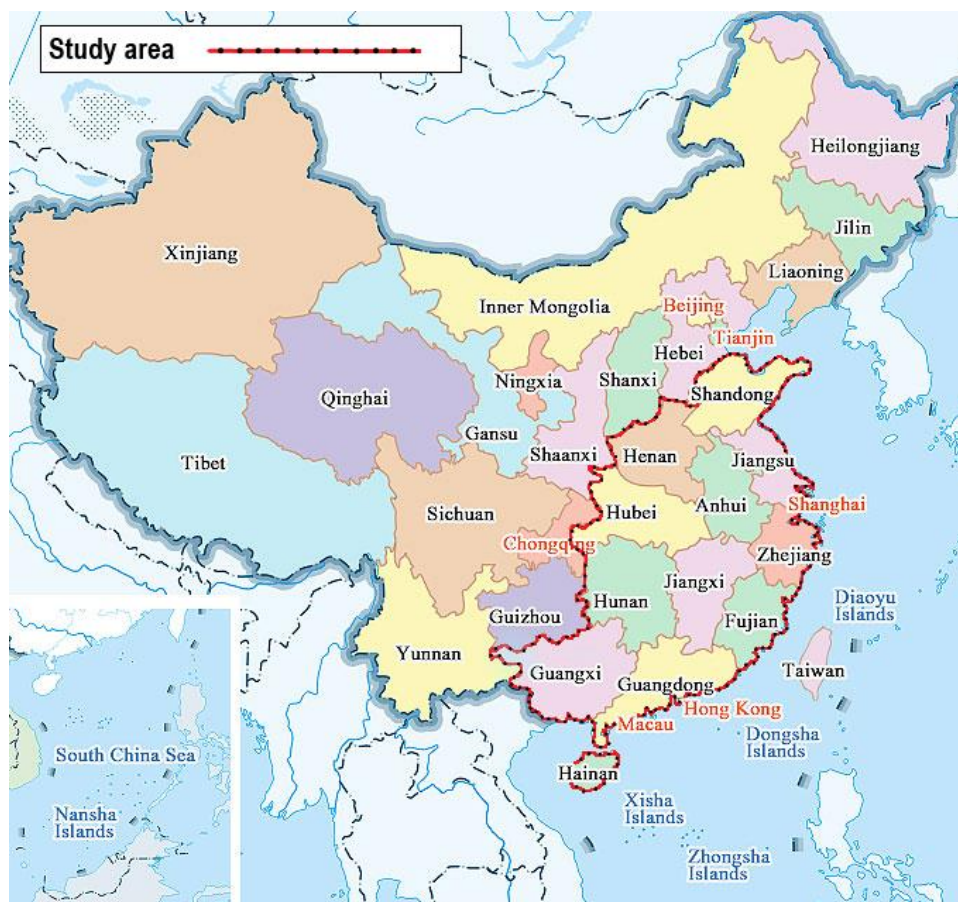 Study area
Heilongjiang
Jilin
Xinjiang
Liaoning
Inner Mongolia
Beijing
Tianjin
Hebei
Shanxi
Ningxia
Shandong
Qinghai
Gansu
Shaanxi
Henan
Jiangsu
Tibet
Sichuan
Hubei
Anhui
Shanghai
Chongqing
Zhejiang
Jiangxi
Hunan
Guizhou
Fujian
Diaoyu
Islands
Yunnan
Guangxi
Guangdong
Taiwan
Hong Kong
Macau
Dongsha
Islands
Hainan
Xisha
Islands
Zhongsha
Islands
South China Sea
Nansha
Islands